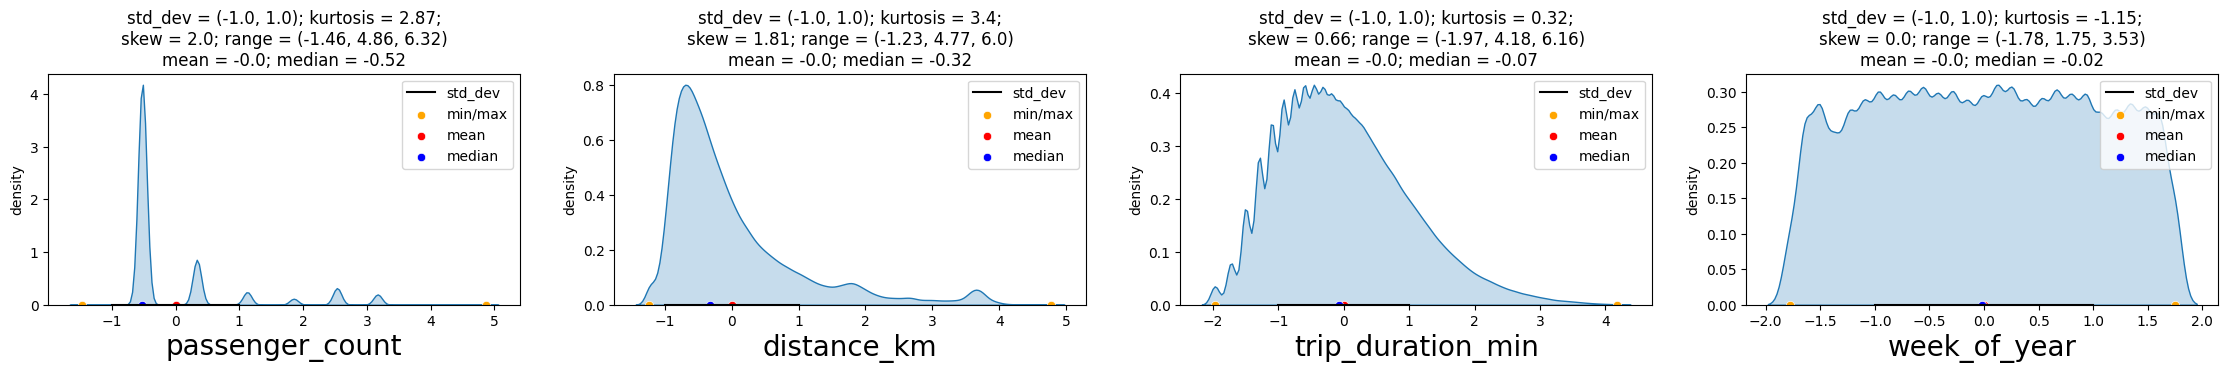 std_dev = (-1.0, 1.0); kurtosis = 2.87;
skew = 2.0; range = (-1.46, 4.86, 6.32)
mean = -0.0; median = -0.52
density
4
3
2
1
0
std_dev
min/max
mean
median
−1 0 1 2 3 4 5
passenger_count
std_dev = (-1.0, 1.0); kurtosis = 3.4;
skew = 1.81; range = (-1.23, 4.77, 6.0)
mean = -0.0; median = -0.32
density
0.8
0.6
0.4
0.2
0.0
std_dev
min/max
mean
median
−1 0 1 2 3 4 5
distance_km
std_dev = (-1.0, 1.0); kurtosis = 0.32;
skew = 0.66; range = (-1.97, 4.18, 6.16)
mean = -0.0; median = -0.07
density
0.4
0.3
0.2
0.1
0.0
std_dev
min/max
mean
median
−2 −1 0 1 2 3 4
trip_duration_min
std_dev = (-1.0, 1.0); kurtosis = -1.15;
skew = 0.0; range = (-1.78, 1.75, 3.53)
mean = -0.0; median = -0.02
density
0.30
0.25
0.20
0.15
0.10
0.05
0.00
std_dev
min/max
mean
median
−2.0 −1.5 −1.0 −0.5 0.0 0.5 1.0 1.5 2.0
week_of_year